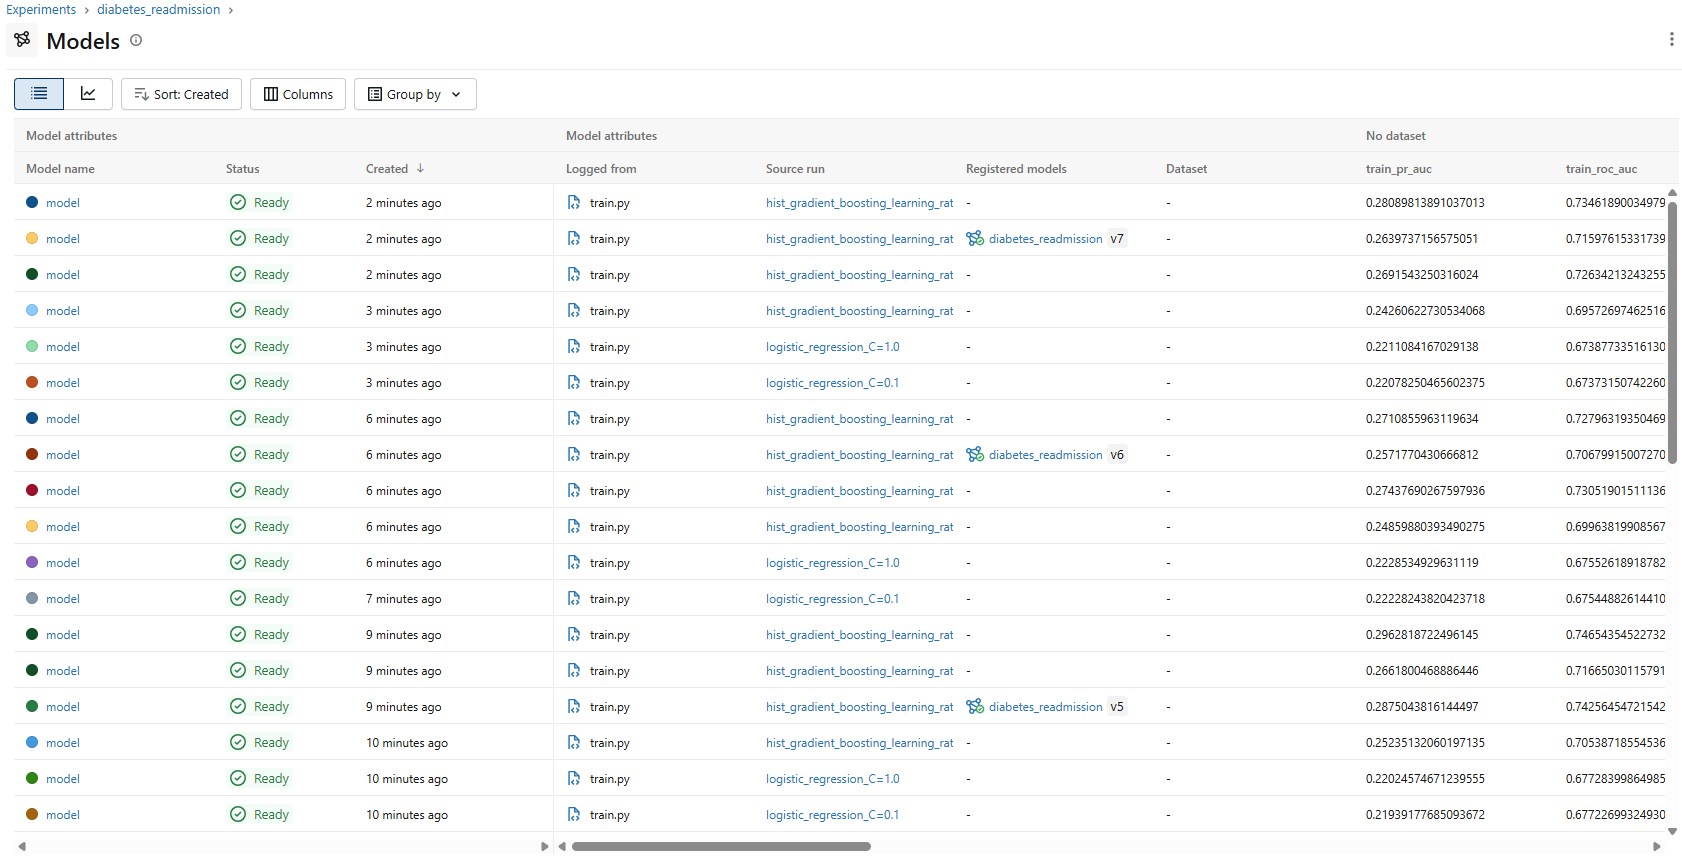 Experiments > diabetes_readmission >
Models
Sort: Created Columns Group by
Model attributes Model attributes No dataset
Model name Status Created Logged from Source run Registered models Dataset train_pr_auc train_roc_auc
model Ready 2 minutes ago train.py hist_gradient_boosting_learning_rat - - 0.28089813891037013 0.73461890034979
model Ready 2 minutes ago train.py hist_gradient_boosting_learning_rat diabetes_readmission v7 - 0.2639737156575051 0.71597615331739
model Ready 2 minutes ago train.py hist_gradient_boosting_learning_rat - - 0.2691543250316024 0.72634213243255
model Ready 3 minutes ago train.py hist_gradient_boosting_learning_rat - - 0.24260622730534068 0.69572697462516
model Ready 3 minutes ago train.py logistic_regression_C=1.0 - - 0.2211084167029138 0.67387733516130
model Ready 3 minutes ago train.py logistic_regression_C=0.1 - - 0.22078250465602375 0.67373150742260
model Ready 6 minutes ago train.py hist_gradient_boosting_learning_rat - - 0.2710855963119634 0.72796319350469
model Ready 6 minutes ago train.py hist_gradient_boosting_learning_rat diabetes_readmission v6 - 0.2571770430666812 0.70679915007270
model Ready 6 minutes ago train.py hist_gradient_boosting_learning_rat - - 0.27437690267597936 0.73051901511136
model Ready 6 minutes ago train.py hist_gradient_boosting_learning_rat - - 0.24859880393490275 0.69963819908567
model Ready 6 minutes ago train.py logistic_regression_C=1.0 - - 0.2228534929631119 0.67552618918782
model Ready 7 minutes ago train.py logistic_regression_C=0.1 - - 0.22228243820423718 0.67544882614410
model Ready 9 minutes ago train.py hist_gradient_boosting_learning_rat - - 0.2962818722496145 0.74654354522732
model Ready 9 minutes ago train.py hist_gradient_boosting_learning_rat - - 0.2661800468886446 0.71665030115791
model Ready 9 minutes ago train.py hist_gradient_boosting_learning_rat diabetes_readmission v5 - 0.2875043816144497 0.74256454721542
model Ready 10 minutes ago train.py hist_gradient_boosting_learning_rat - - 0.25235132060197135 0.70538718554536
model Ready 10 minutes ago train.py logistic_regression_C=1.0 - - 0.22024574671239555 0.67728399864985
model Ready 10 minutes ago train.py logistic_regression_C=0.1 - - 0.21939177685093672 0.67722699324930